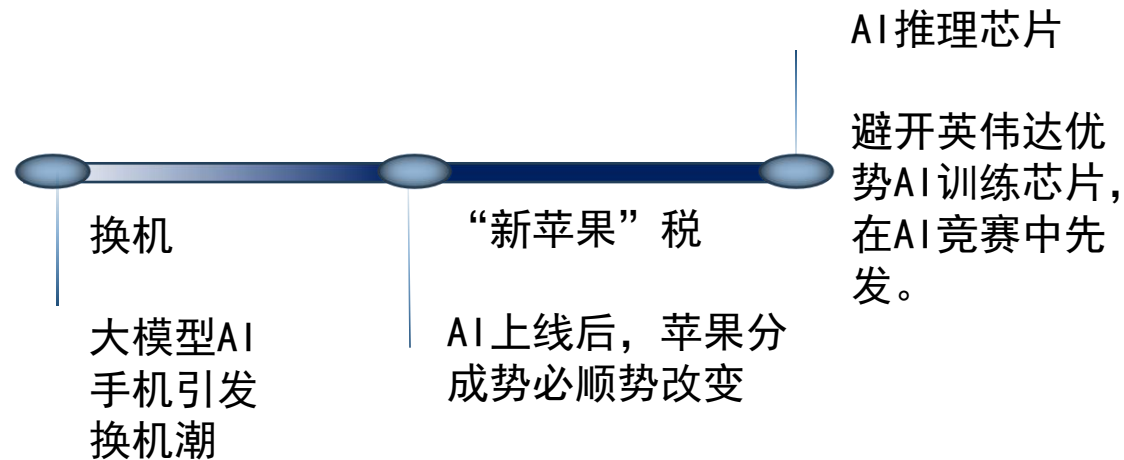 换机
大模型AI
手机引发
换机潮
“新苹果”税
AI上线后，苹果分
成势必顺势改变
AI推理芯片
避开英伟达优
势AI训练芯片，
在AI竞赛中先
发。